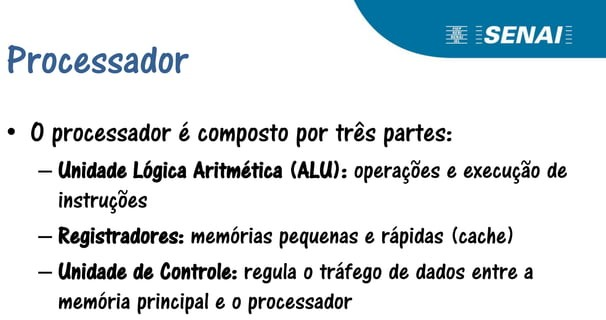 SENAI
Processador
• O processador é composto por três partes:
– Unidade Lógica Aritmética (ALU): operações e execução de
instruções
– Registradores: memórias pequenas e rápidas (cache)
– Unidade de Controle: regula o tráfego de dados entre a
memória principal e o processador